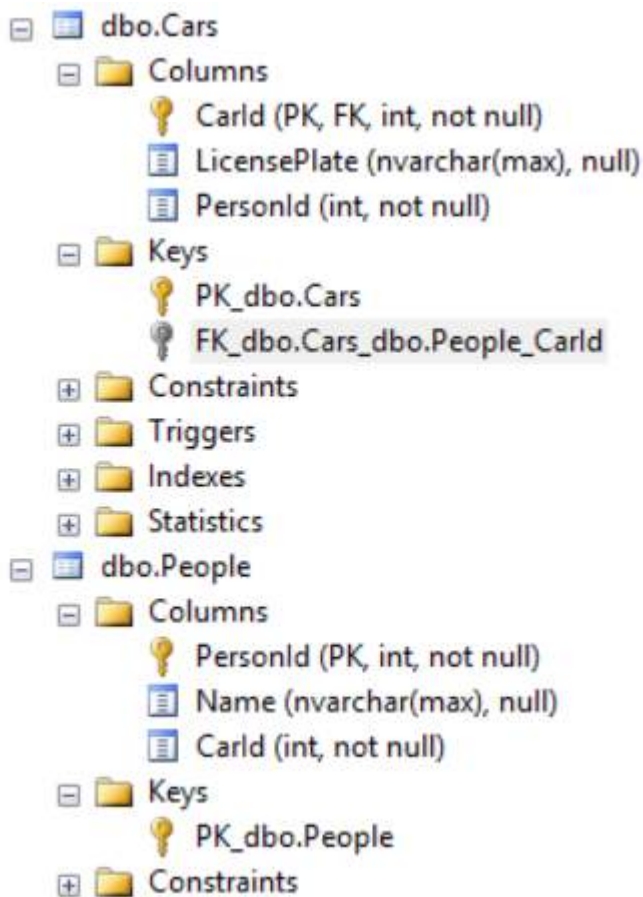 dbo.Cars
Columns
CarId (PK, FK, int, not null)
LicensePlate (nvarchar(max), null)
PersonId (int, not null)
Keys
PK_dbo.Cars
FK_dbo.Cars_dbo.People_CarId
Constraints
Triggers
Indexes
Statistics
dbo.People
Columns
PersonId (PK, int, not null)
Name (nvarchar(max), null)
CarId (int, not null)
Keys
PK_dbo.People
Constraints